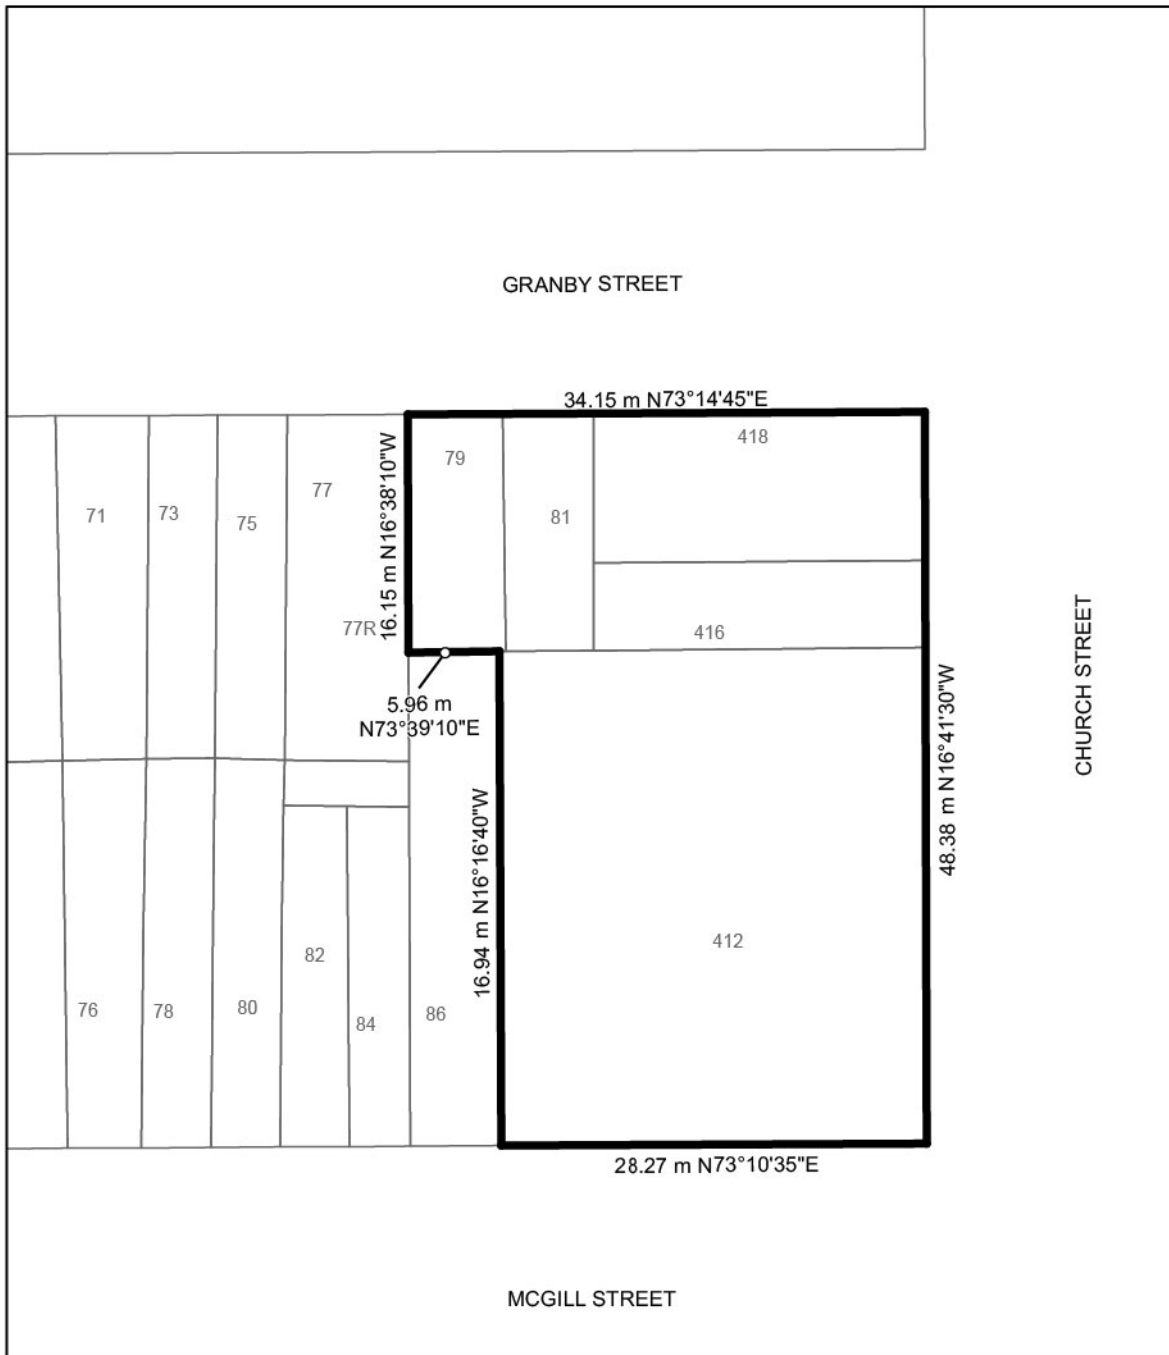 GRANBY STREET
34.15 m N73°14'45"E
418
79
16.15 m N16°38'10"W
77
71
73
75
81
77R
416
5.96 m
N73°39'10"E
CHURCH STREET
48.38 m N16°41'30"W
16.94 m N16°16'40"W
412
82
76
78
80
84
86
28.27 m N73°10'35"E
MCGILL STREET